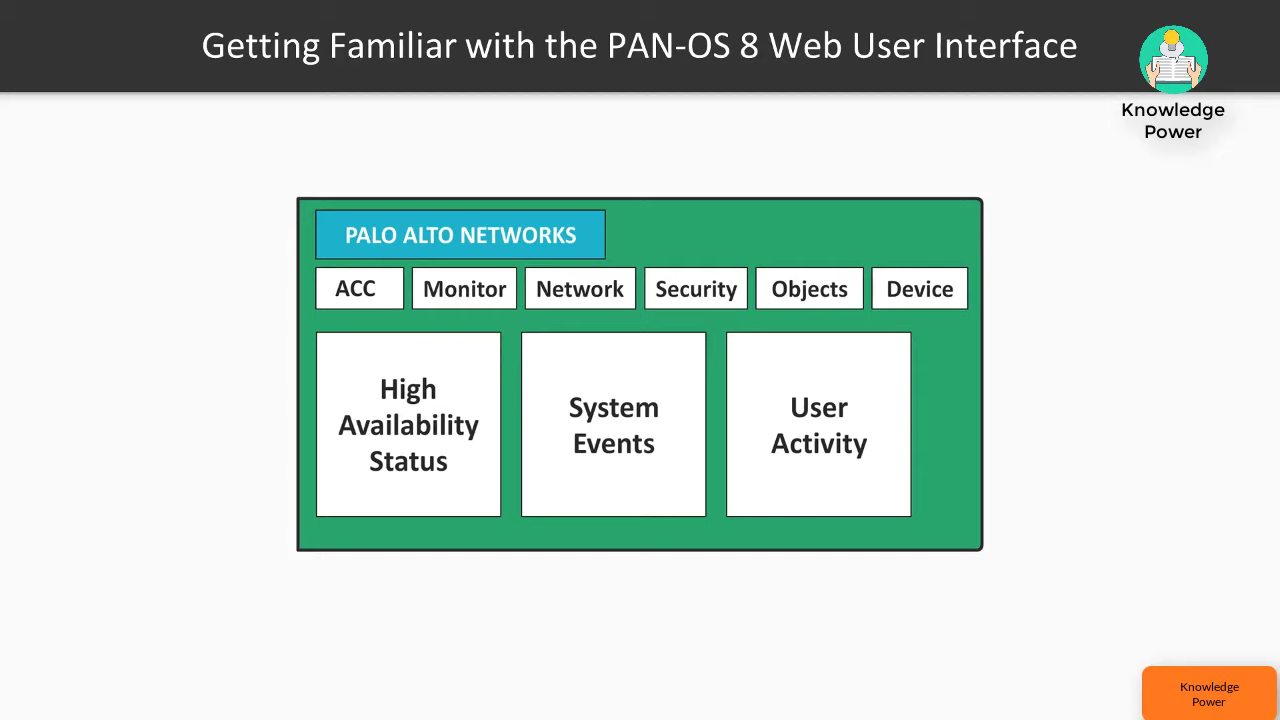 Getting Familiar with the PAN-OS 8 Web User Interface
Knowledge
Power
PALO ALTO NETWORKS
ACC Monitor Network Security Objects Device
High
Availability
Status
System
Events
User
Activity
Knowledge
Power